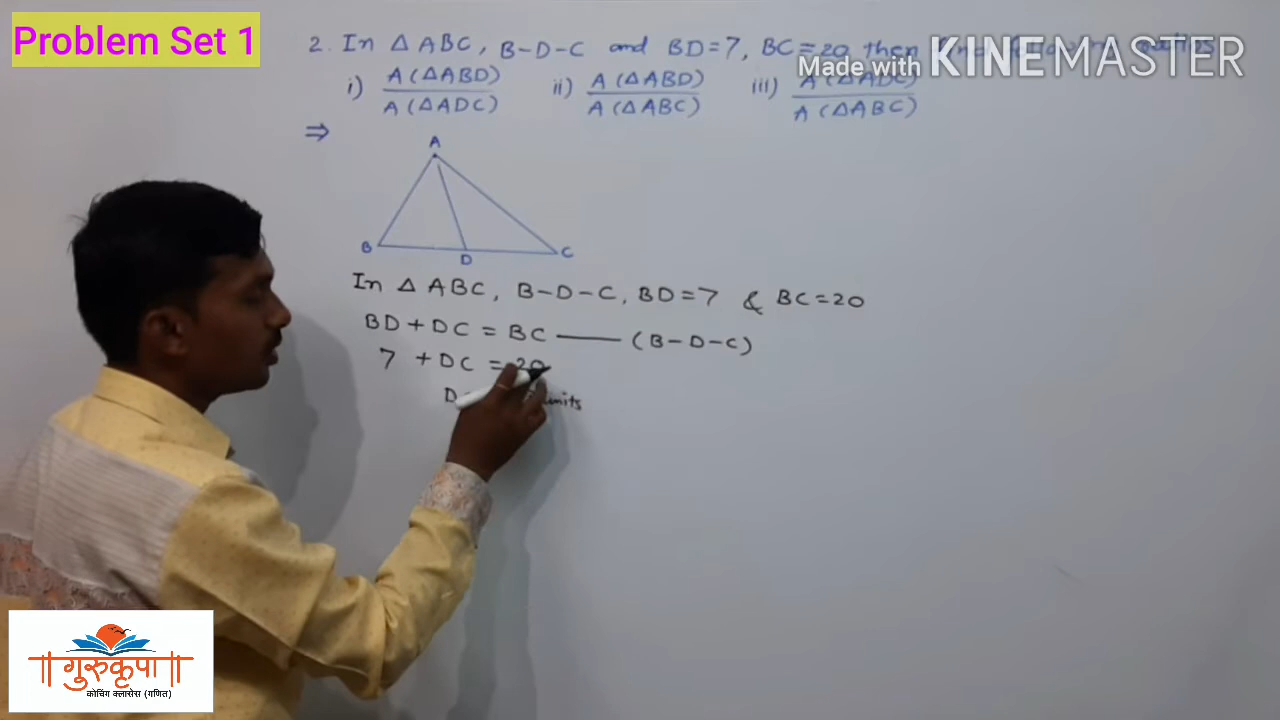 Problem Set 1
2. In △ ABC, B-D-C and BD=7, BC=20 then
Made with KINEMASTER
i) A(△ABD) / A(△ADC) ii) A(△ABD) / A(△ABC) iii) A(△ADC) / A(△ABC)
⇒
A
B D C
In △ ABC, B-D-C, BD=7 & BC=20
BD + DC = BC —— (B-D-C)
7 + DC = 20
units
॥ गुरुकृपा ॥
कोचिंग क्लासेस (गणित)